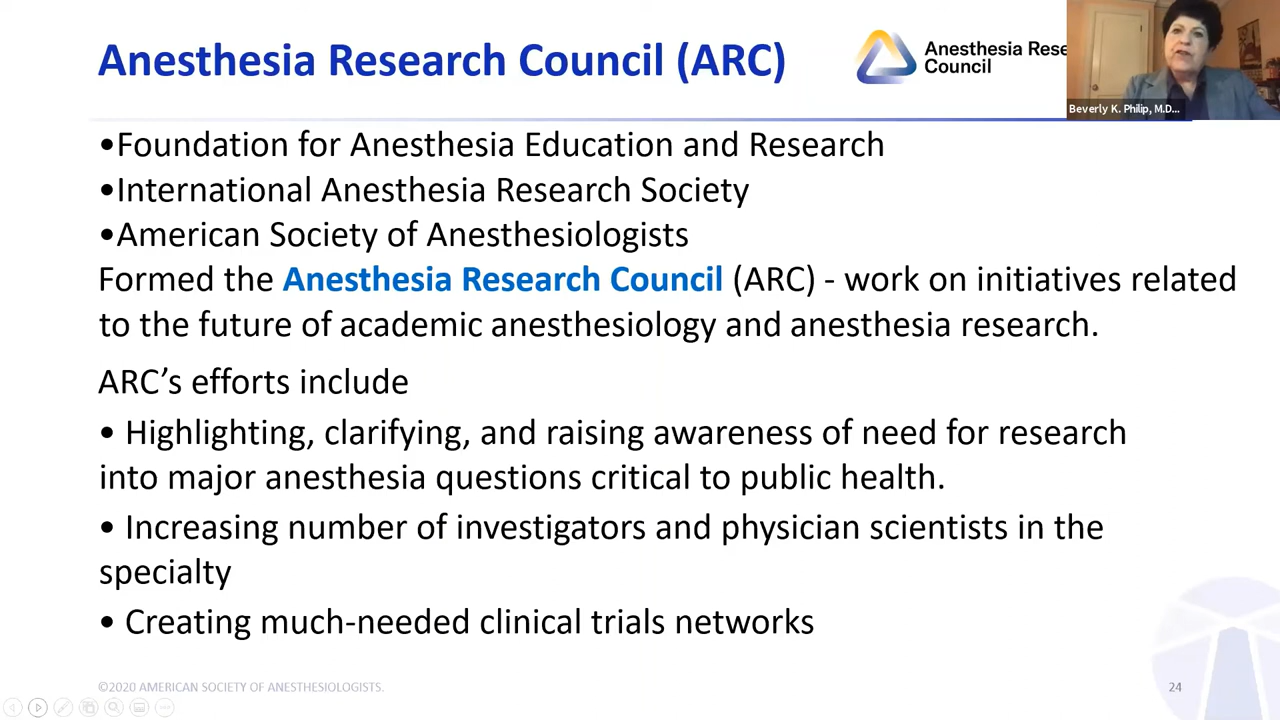 Anesthesia Research Council (ARC)
Anesthesia Rese
Council
Beverly K. Philip, M.D...
•Foundation for Anesthesia Education and Research
•International Anesthesia Research Society
•American Society of Anesthesiologists
Formed the Anesthesia Research Council (ARC) - work on initiatives related
to the future of academic anesthesiology and anesthesia research.
ARC’s efforts include
• Highlighting, clarifying, and raising awareness of need for research
into major anesthesia questions critical to public health.
• Increasing number of investigators and physician scientists in the
specialty
• Creating much-needed clinical trials networks
©2020 AMERICAN SOCIETY OF ANESTHESIOLOGISTS.
24